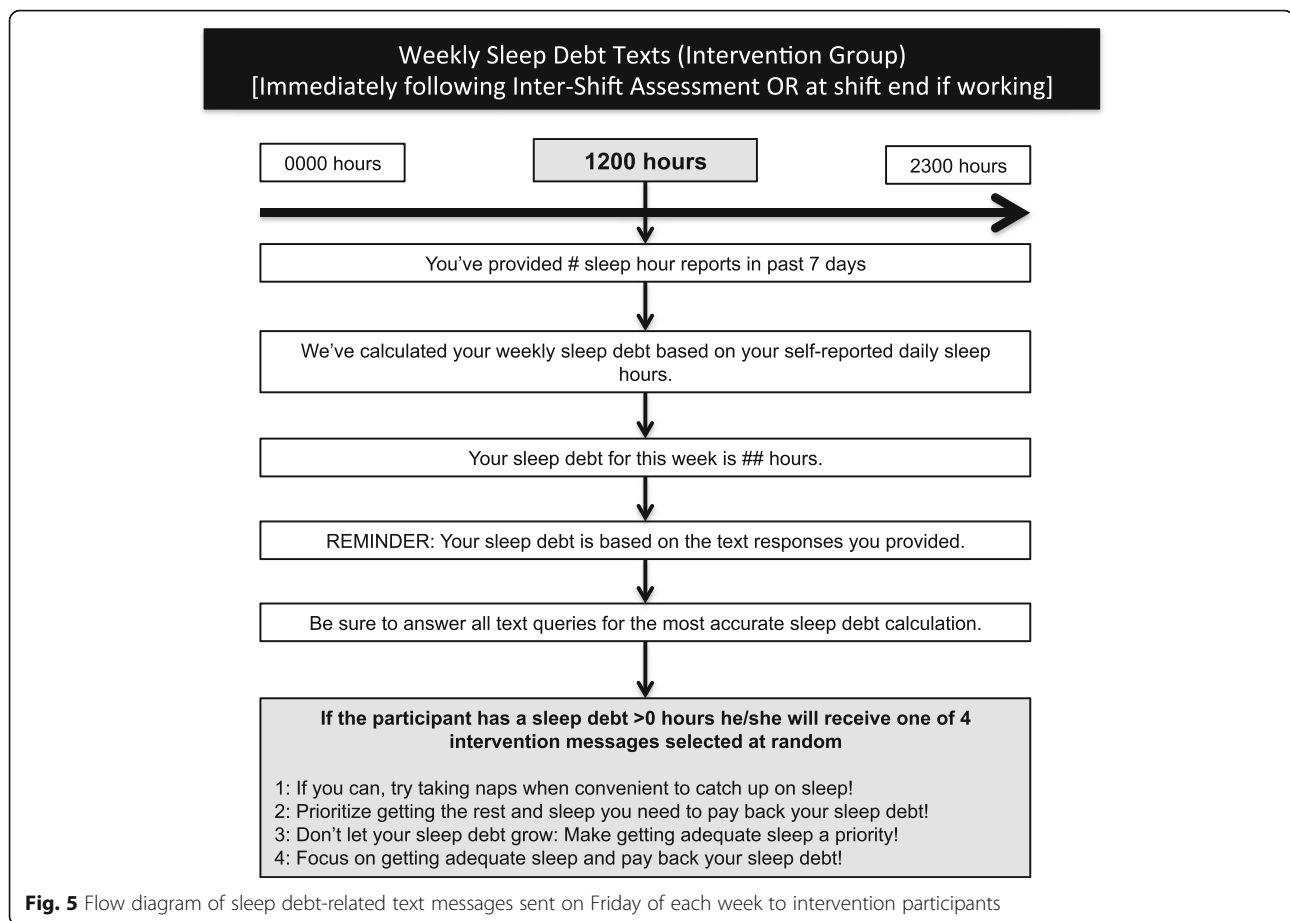 Weekly Sleep Debt Texts (Intervention Group)
[Immediately following Inter-Shift Assessment OR at shift end if working]
0000 hours
1200 hours
2300 hours
You’ve provided # sleep hour reports in past 7 days
We’ve calculated your weekly sleep debt based on your self-reported daily sleep
hours.
Your sleep debt for this week is ## hours.
REMINDER: Your sleep debt is based on the text responses you provided.
Be sure to answer all text queries for the most accurate sleep debt calculation.
If the participant has a sleep debt >0 hours he/she will receive one of 4
intervention messages selected at random
1: If you can, try taking naps when convenient to catch up on sleep!
2: Prioritize getting the rest and sleep you need to pay back your sleep debt!
3: Don’t let your sleep debt grow: Make getting adequate sleep a priority!
4: Focus on getting adequate sleep and pay back your sleep debt!
Fig. 5 Flow diagram of sleep debt-related text messages sent on Friday of each week to intervention participants